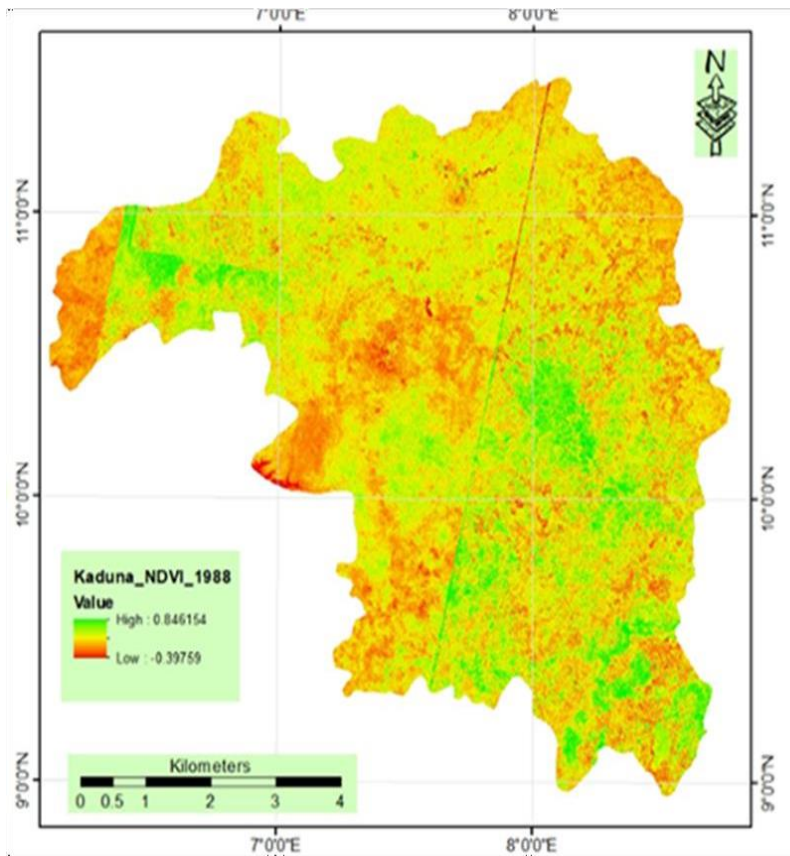 7°0'0"E 8°0'0"E
N
11°0'0"N 11°0'0"N
10°0'0"N 10°0'0"N
Kaduna_NDVI_1988
Value
High : 0.846154
Low : -0.39759
Kilometers
0 0.5 1 2 3 4
9°0'0"N 9°0'0"N
7°0'0"E 8°0'0"E